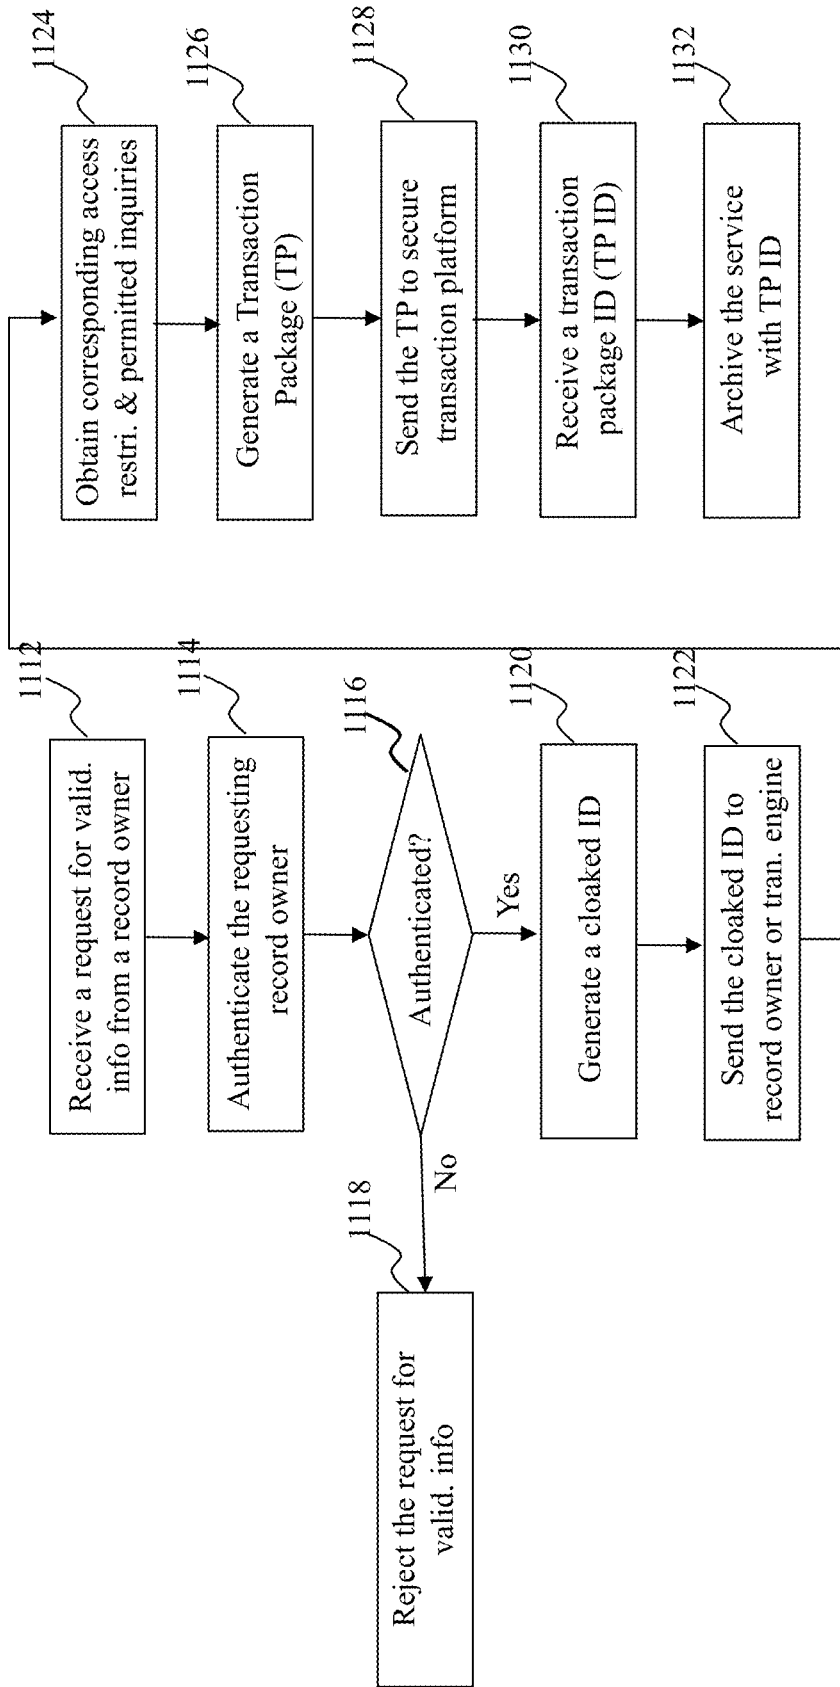 1112
Receive a request for valid.
info from a record owner
1114
Authenticate the requesting
record owner
1116
Authenticated?
No
1118
Reject the request for
valid. info
Yes
1120
Generate a cloaked ID
1122
Send the cloaked ID to
record owner or tran. engine
1124
Obtain corresponding access
restri. & permitted inquiries
1126
Generate a Transaction
Package (TP)
1128
Send the TP to secure
transaction platform
1130
Receive a transaction
package ID (TP ID)
1132
Archive the service
with TP ID